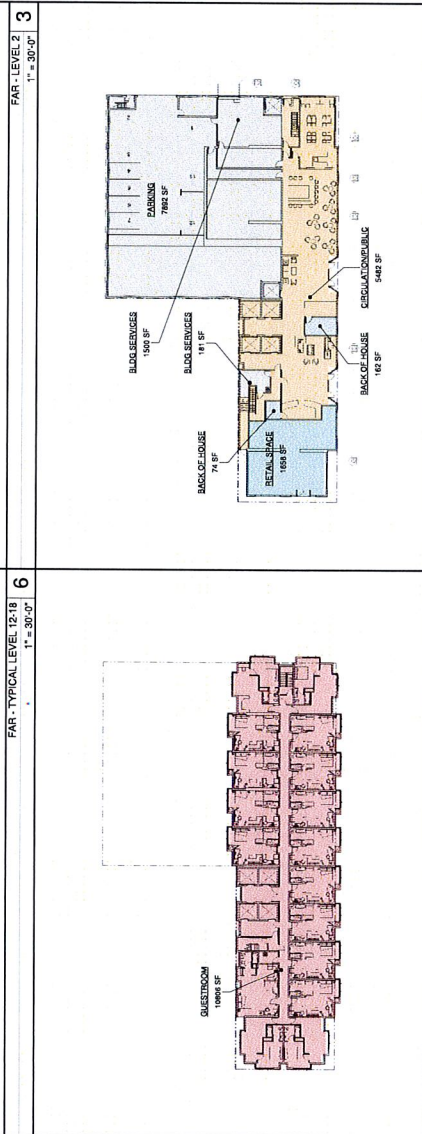 FAR - LEVEL 2
3
1" = 30'-0"
PARKING
7892 SF
BLDG SERVICES
1500 SF
BLDG SERVICES
181 SF
CIRCULATION/PUBLIC
5482 SF
BACK OF HOUSE
162 SF
BACK OF HOUSE
74 SF
RETAIL SPACE
1658 SF
FAR - TYPICAL LEVEL 12-18
6
1" = 30'-0"
GUESTROOM
10806 SF